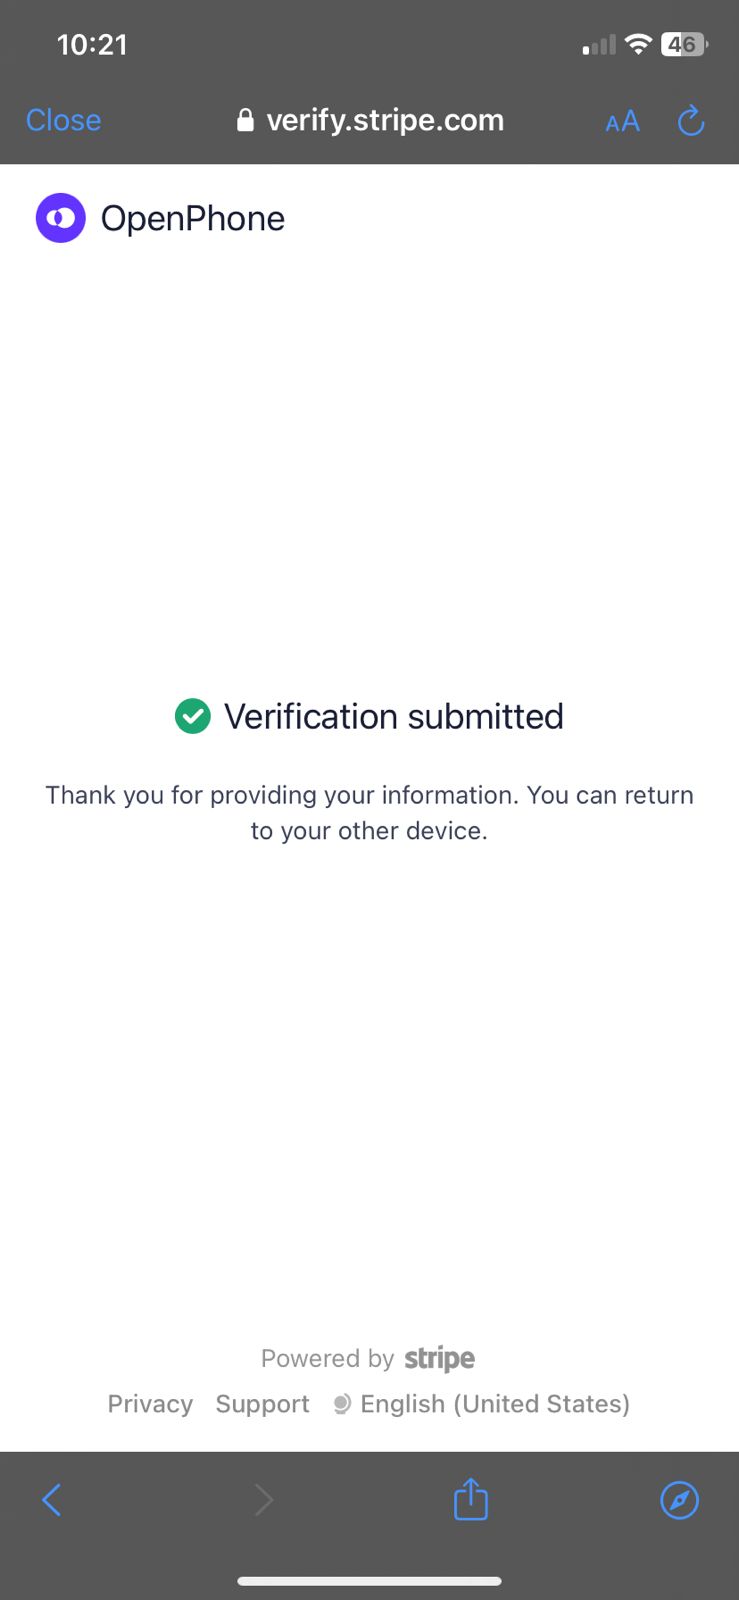 10:21
46
Close
verify.stripe.com
AA
OpenPhone
Verification submitted
Thank you for providing your information. You can return
to your other device.
Powered by stripe
Privacy Support English (United States)